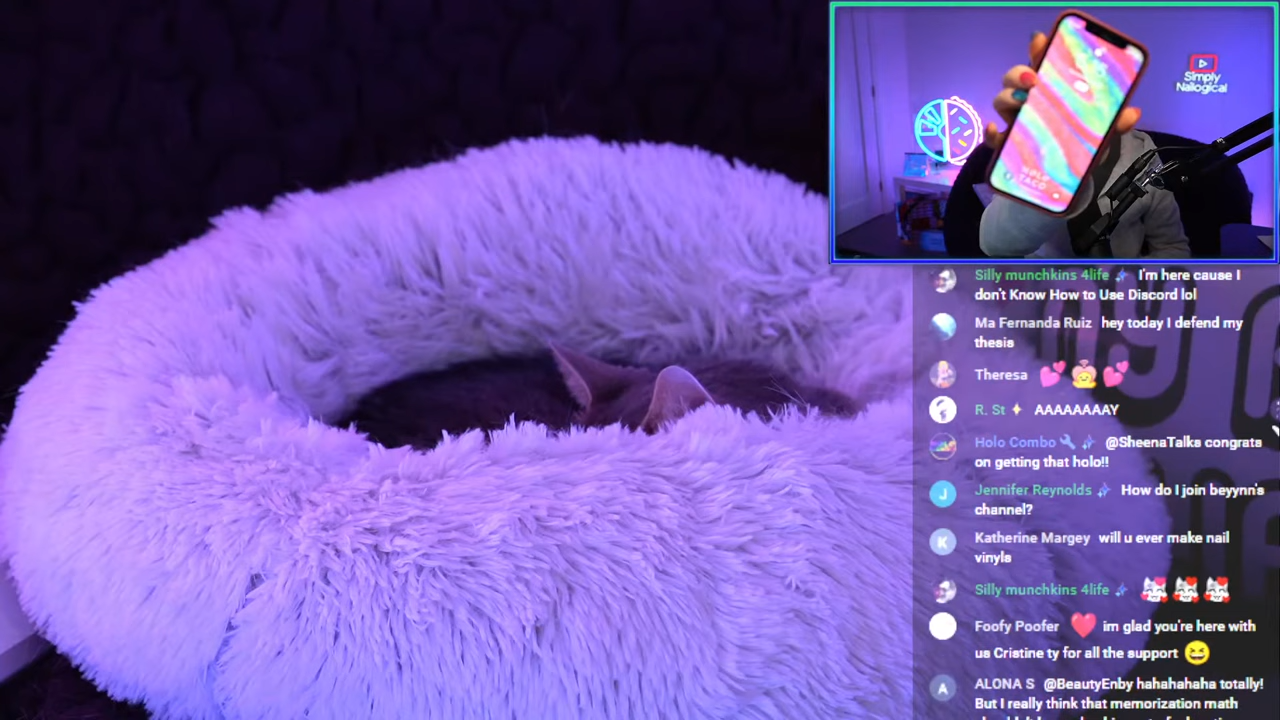 Simply
Nailogical
HOLO
TACO
Silly munchkins 4life I'm here cause I
don't Know How to Use Discord lol
Ma Fernanda Ruiz hey today I defend my
thesis
Theresa
R. St AAAAAAAAY
Holo Combo @SheenaTalks congrats
on getting that holo!!
Jennifer Reynolds How do I join beyynn's
channel?
J
Katherine Margey will u ever make nail
vinyls
K
Silly munchkins 4life
Foofy Poofer im glad you're here with
us Cristine ty for all the support
ALONA S @BeautyEnby hahahahaha totally!
A
But I really think that memorization math